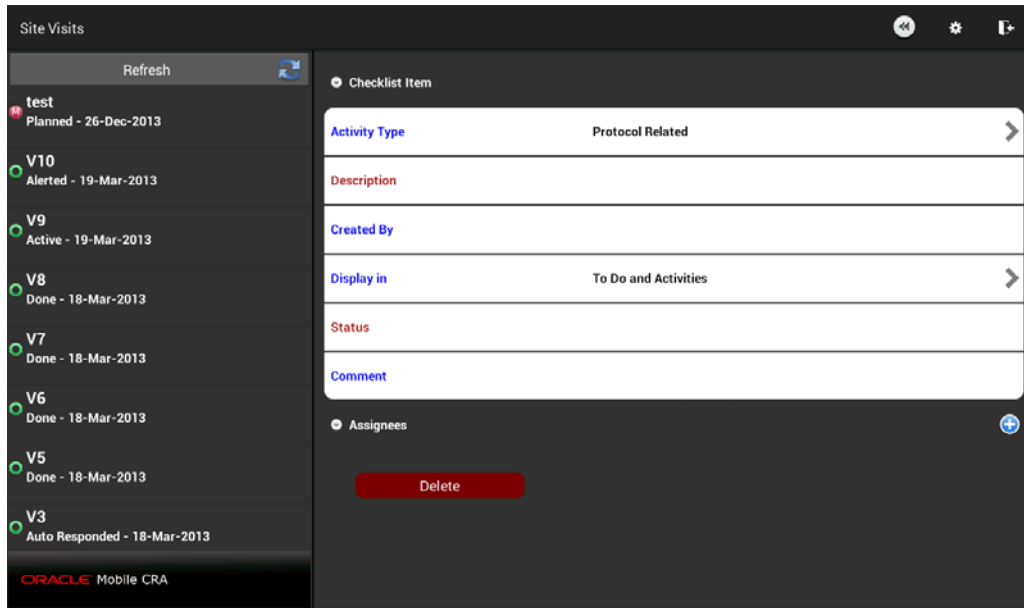 Site Visits
Refresh
test
Planned - 26-Dec-2013
V10
Alerted - 19-Mar-2013
V9
Active - 19-Mar-2013
V8
Done - 18-Mar-2013
V7
Done - 18-Mar-2013
V6
Done - 18-Mar-2013
V5
Done - 18-Mar-2013
V3
Auto Responded - 18-Mar-2013
ORACLE Mobile CRA
Checklist Item
Activity Type Protocol Related
Description
Created By
Display in To Do and Activities
Status
Comment
Assignees
Delete